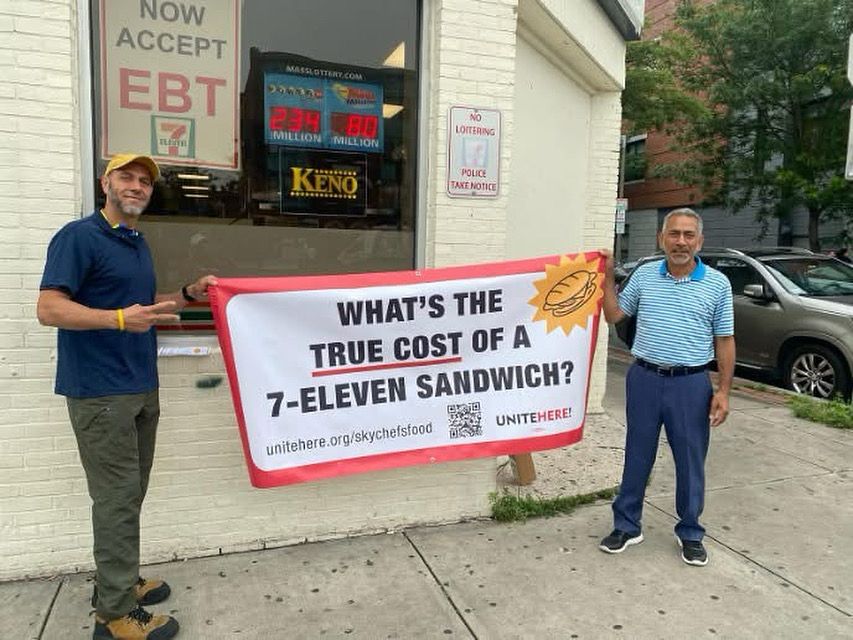 NOW
ACCEPT
EBT
7
ELEVEN
MASSLOTTERY.COM
234
80
MILLION
MILLION
KENO
NO
LOITERING
POLICE
TAKE NOTICE
WHAT'S THE
TRUE COST OF A
7-ELEVEN SANDWICH?
unitehere.org/skychefsfood
UNITEHERE!